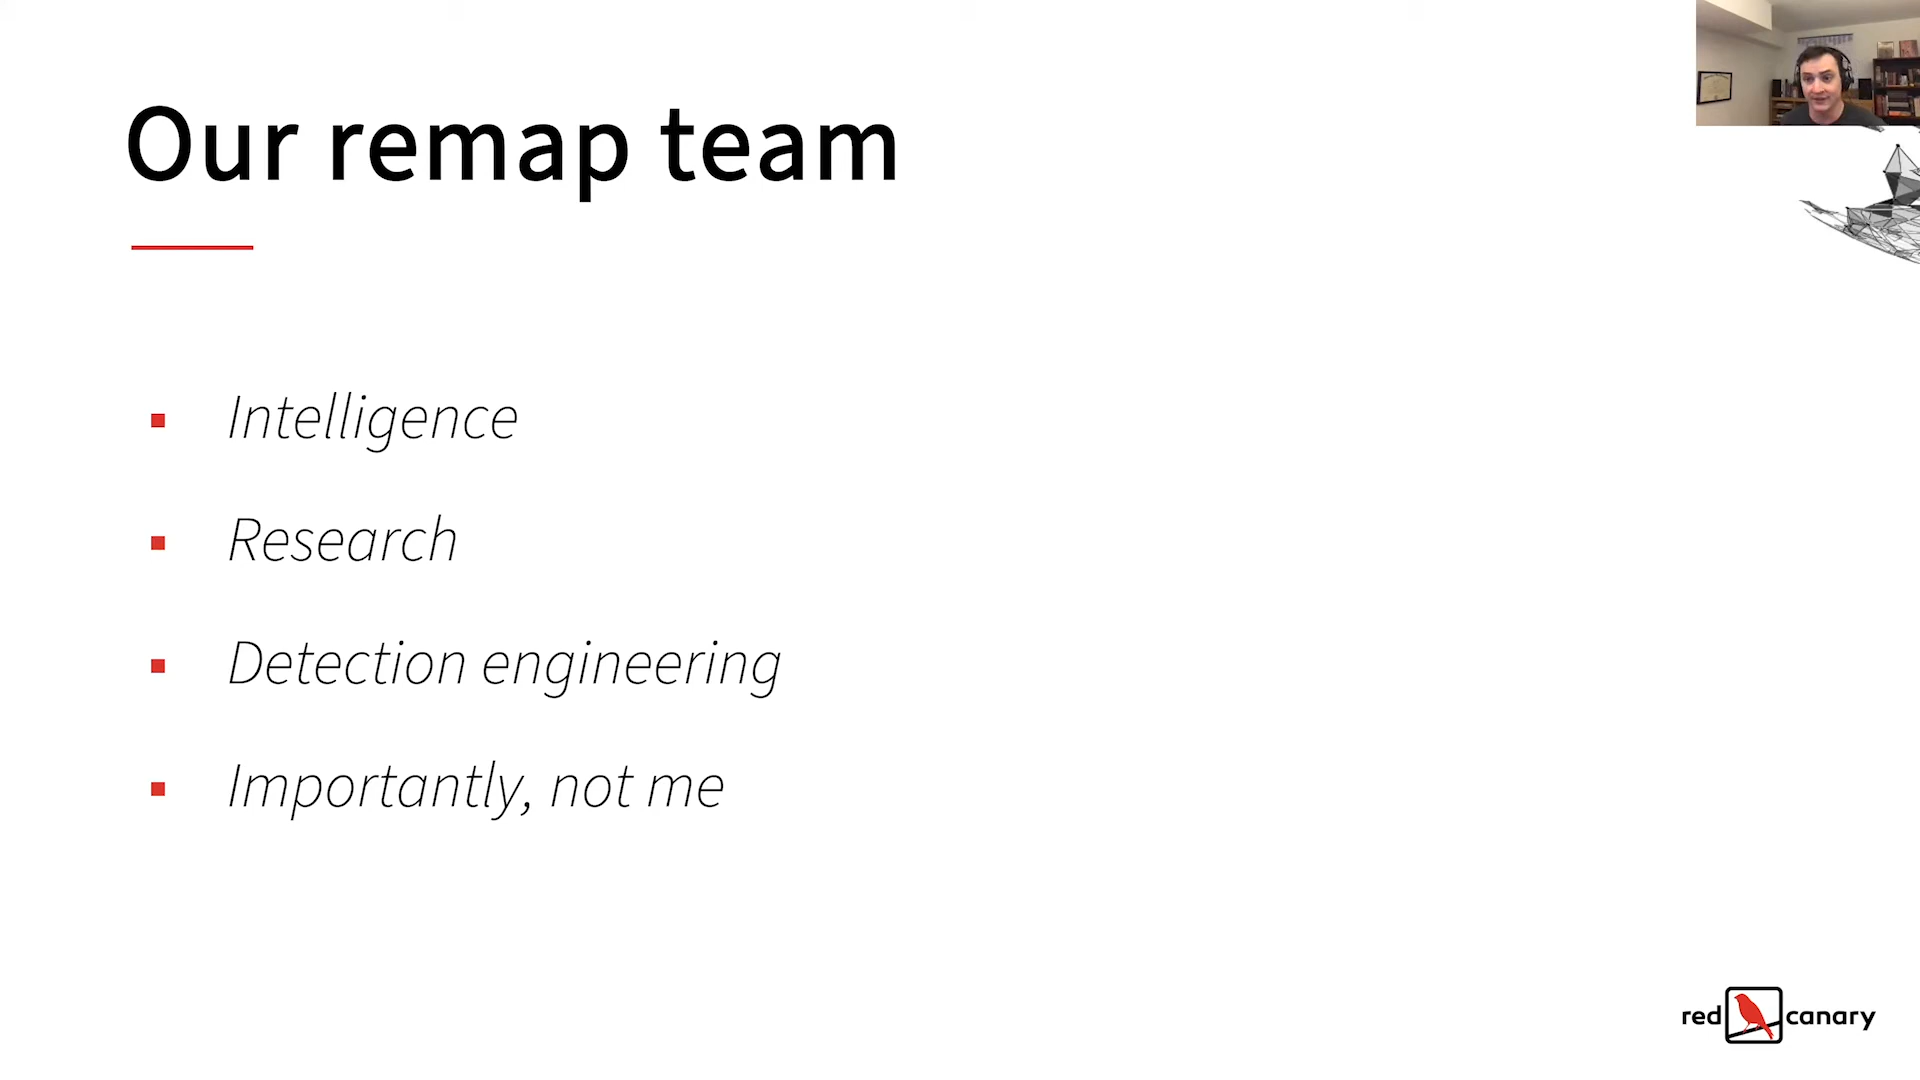 Our remap team
Intelligence
Research
Detection engineering
Importantly, not me
red canary